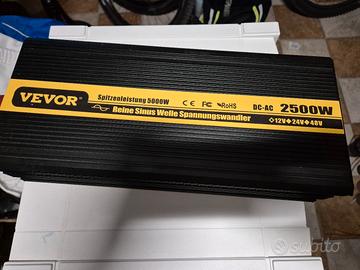 VEVOR®
Spitzenleistung 5000W CE FC RoHS DC-AC 2500W
Reine Sinus Welle Spannungswandler ◇12V◆24V◆48V
subito